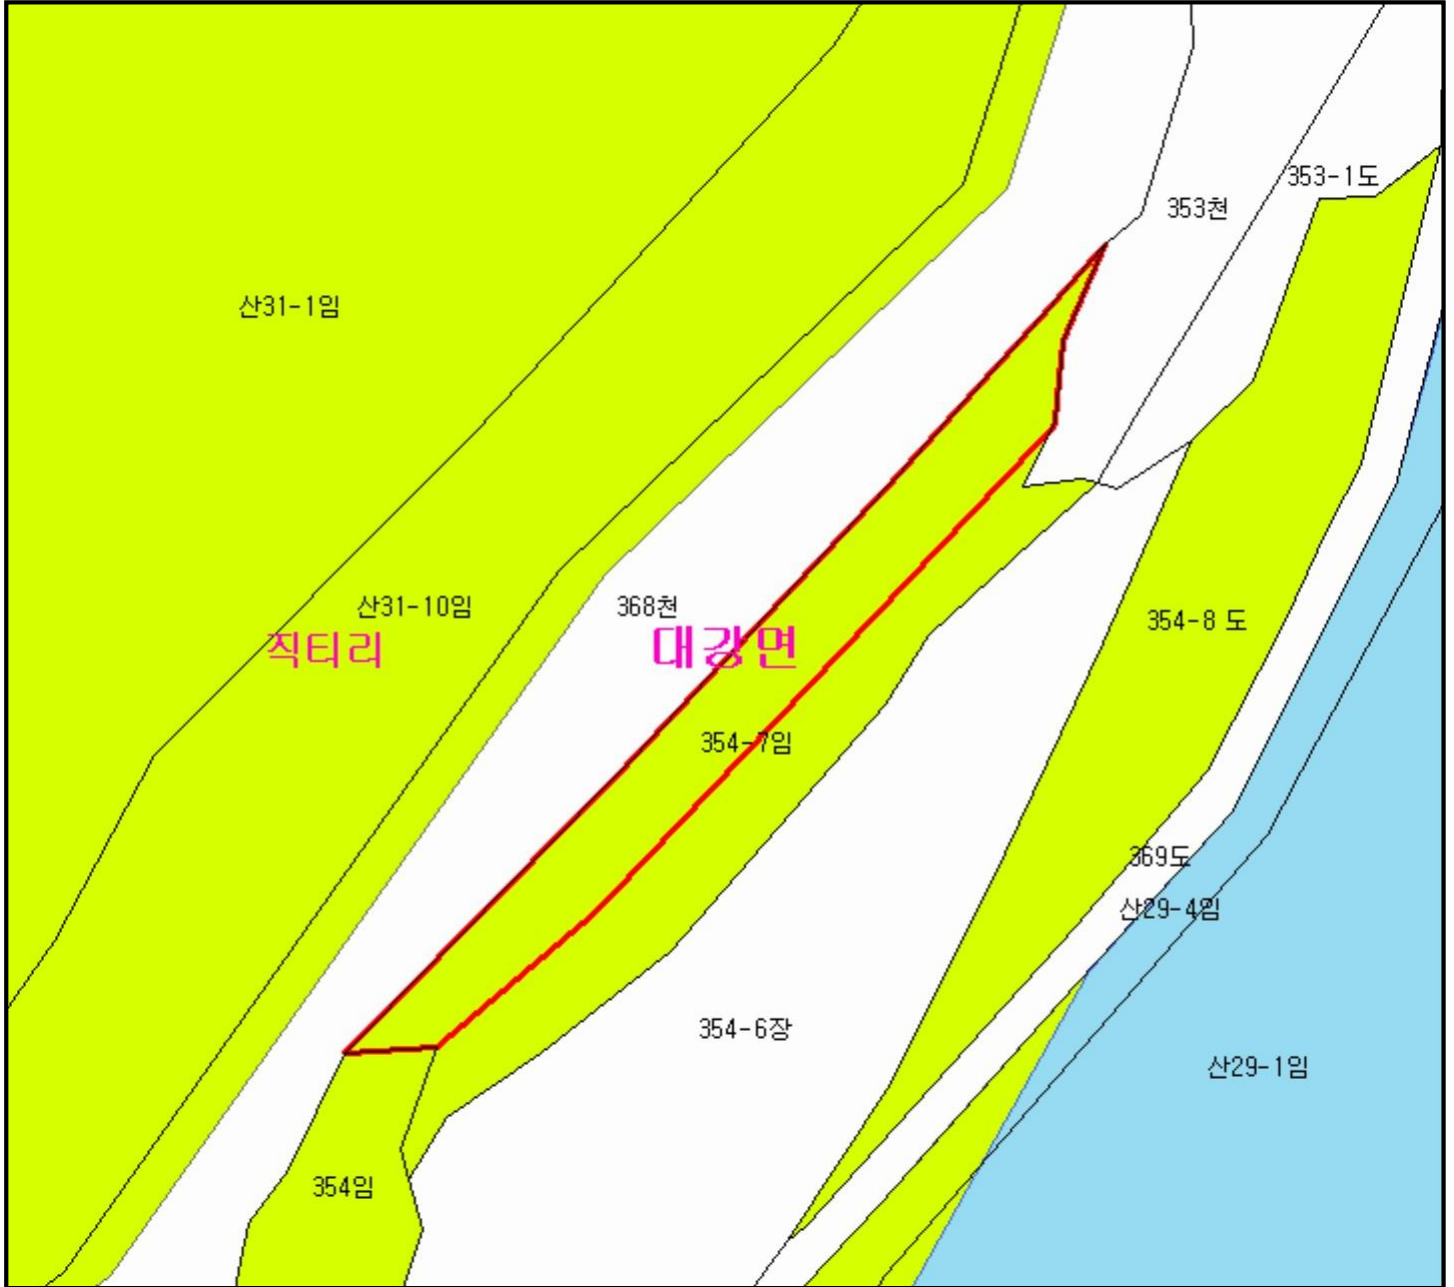 353-1도
353천
산31-1임
산31-10임
368천
354-8 도
직티리
대강면
354-7임
369도
산29-4임
354-6장
산29-1임
354임